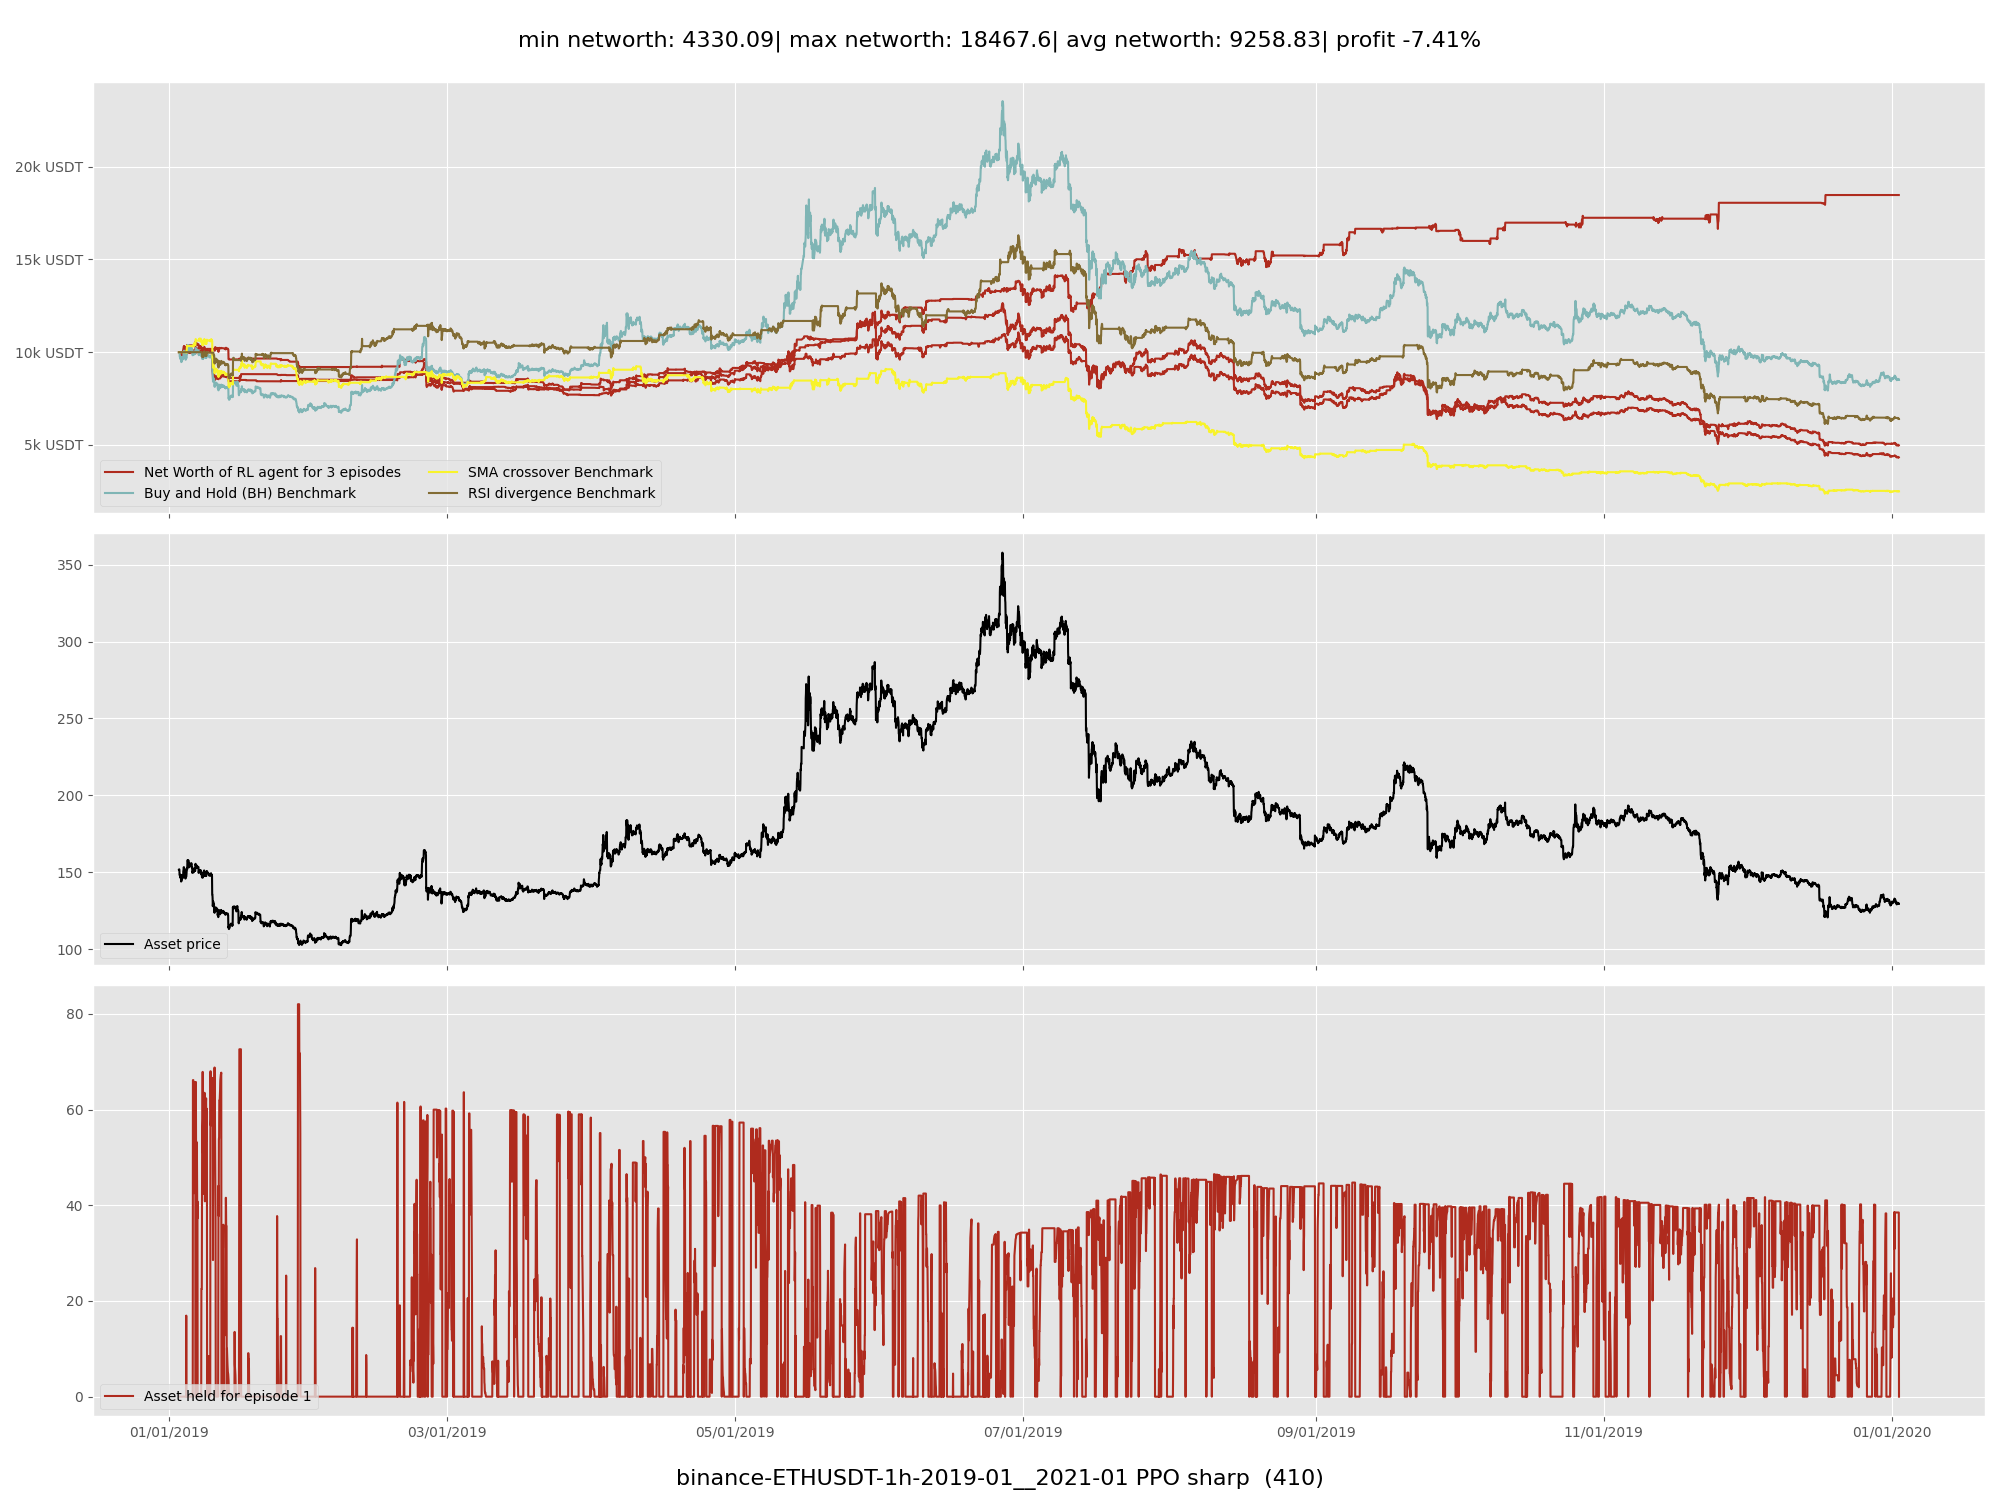 min networth: 4330.09| max networth: 18467.6| avg networth: 9258.83| profit -7.41%
20k USDT
15k USDT
10k USDT
5k USDT
Net Worth of RL agent for 3 episodes
Buy and Hold (BH) Benchmark
SMA crossover Benchmark
RSI divergence Benchmark
350
300
250
200
150
100
Asset price
80
60
40
20
0
Asset held for episode 1
01/01/2019 03/01/2019 05/01/2019 07/01/2019 09/01/2019 11/01/2019 01/01/2020
binance-ETHUSDT-1h-2019-01__2021-01 PPO sharp  (410)